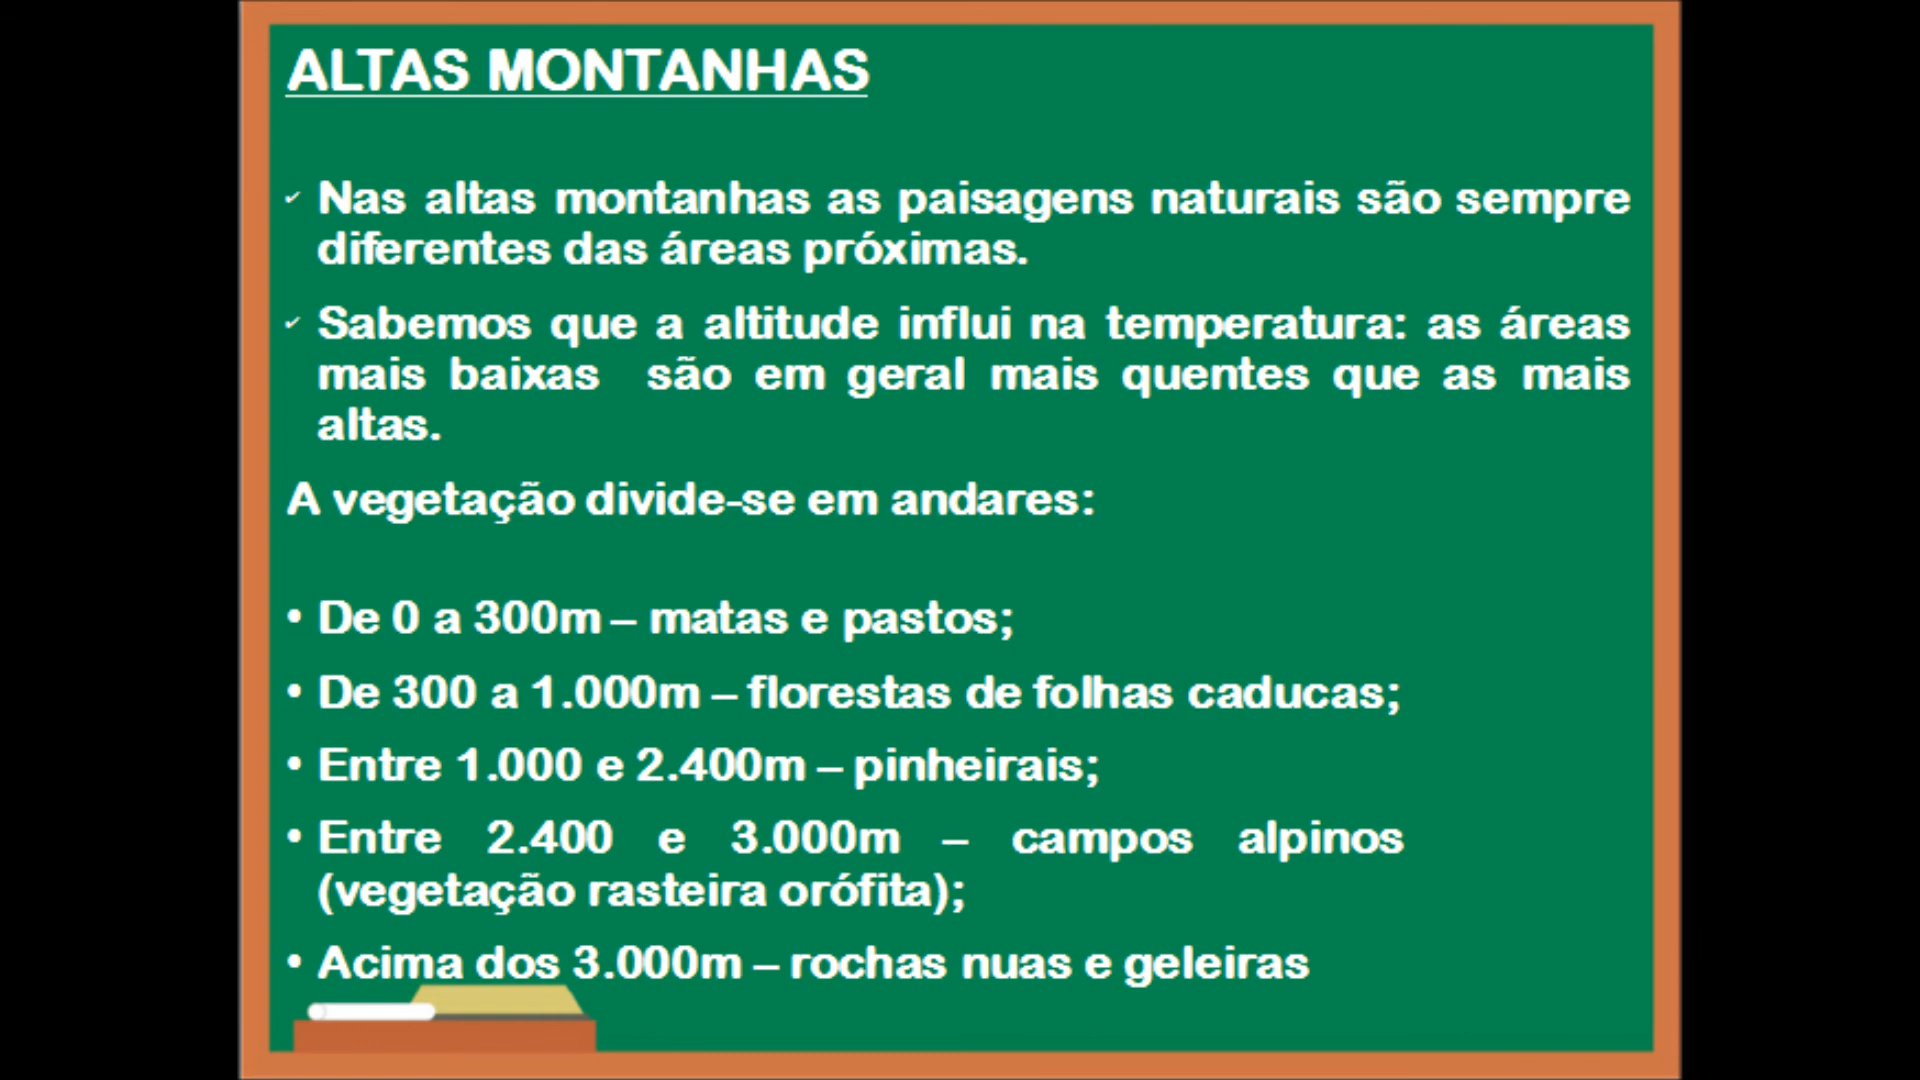 ALTAS MONTANHAS
✓ Nas altas montanhas as paisagens naturais são sempre
diferentes das áreas próximas.
✓ Sabemos que a altitude influi na temperatura: as áreas
mais baixas são em geral mais quentes que as mais
altas.
A vegetação divide-se em andares:
• De 0 a 300m – matas e pastos;
• De 300 a 1.000m – florestas de folhas caducas;
• Entre 1.000 e 2.400m – pinheirais;
• Entre 2.400 e 3.000m – campos alpinos
(vegetação rasteira orófita);
• Acima dos 3.000m – rochas nuas e geleiras